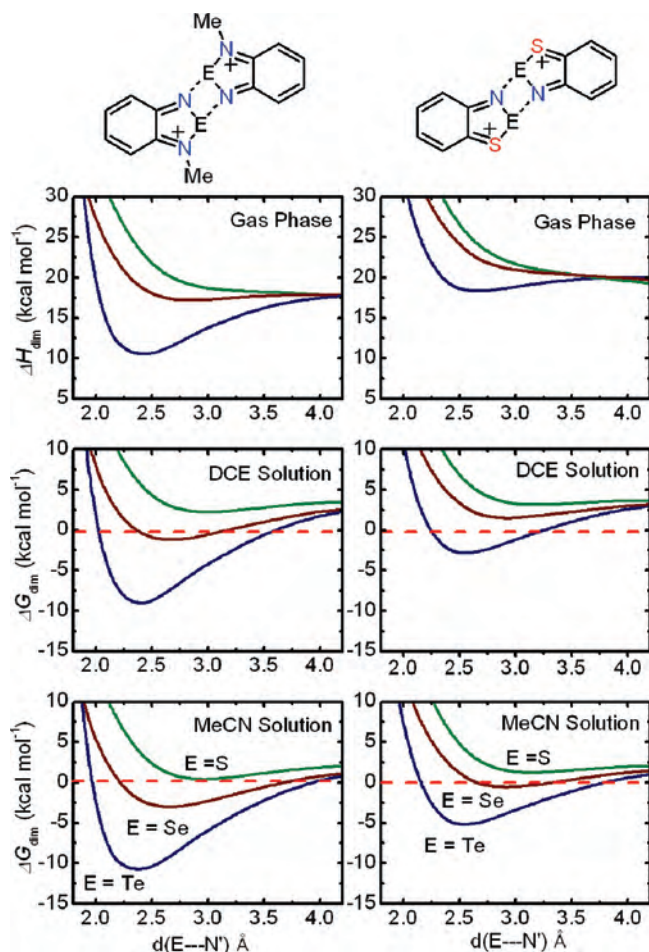 Me
N
+
E
N
N
E
+
N
Me
S
+
E
N
N
E
+
S
Gas Phase
30
25
20
15
10
5
ΔH_dim (kcal mol⁻¹)
2.0 2.5 3.0 3.5 4.0
Gas Phase
30
25
20
15
10
5
2.0 2.5 3.0 3.5 4.0
DCE Solution
10
5
0
-5
-10
-15
ΔG_dim (kcal mol⁻¹)
2.0 2.5 3.0 3.5 4.0
DCE Solution
10
5
0
-5
-10
-15
2.0 2.5 3.0 3.5 4.0
MeCN Solution
10
5
0
-5
-10
-15
ΔG_dim (kcal mol⁻¹)
E =S
E = Se
E = Te
2.0 2.5 3.0 3.5 4.0
d(E---N') Å
MeCN Solution
10
5
0
-5
-10
-15
E =S
E = Se
E = Te
2.0 2.5 3.0 3.5 4.0
d(E---N') Å